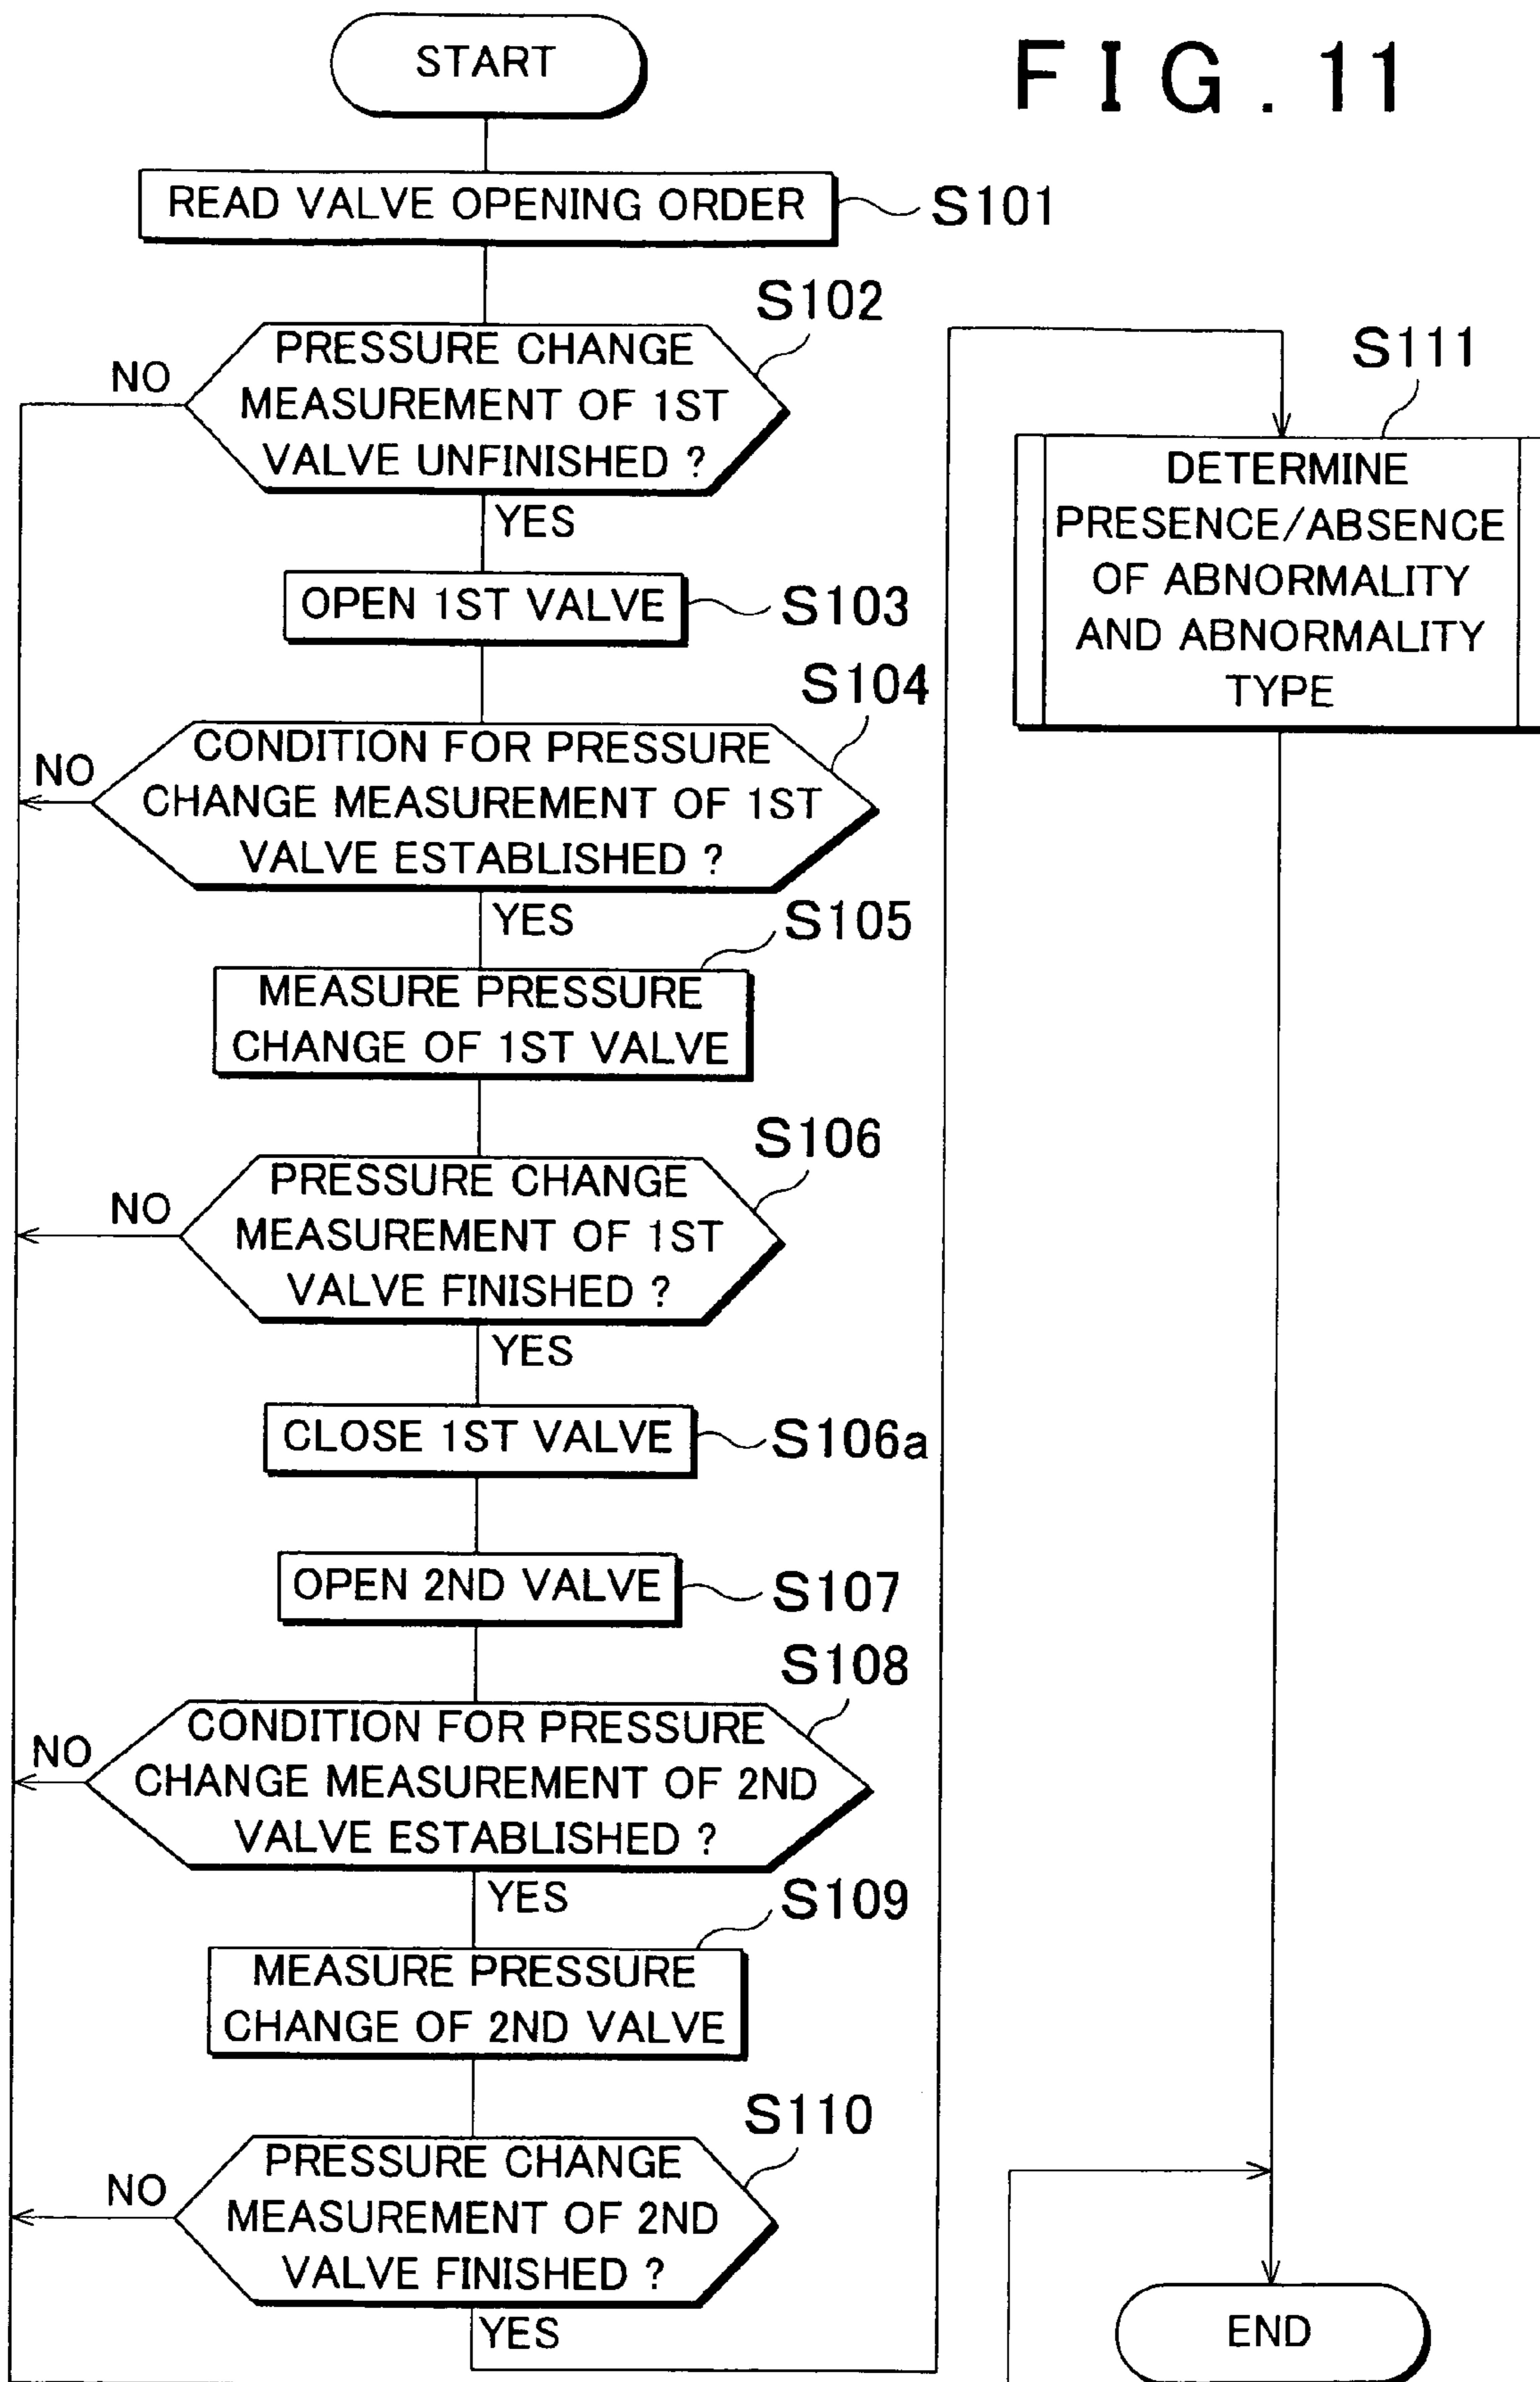 FIG. 11
START
READ VALVE OPENING ORDER
S101
S102
PRESSURE CHANGE
MEASUREMENT OF 1ST
VALVE UNFINISHED ?
NO
YES
OPEN 1ST VALVE
S103
S104
CONDITION FOR PRESSURE
CHANGE MEASUREMENT OF 1ST
VALVE ESTABLISHED ?
NO
YES
S105
MEASURE PRESSURE
CHANGE OF 1ST VALVE
S106
PRESSURE CHANGE
MEASUREMENT OF 1ST
VALVE FINISHED ?
NO
YES
CLOSE 1ST VALVE
S106a
OPEN 2ND VALVE
S107
S108
CONDITION FOR PRESSURE
CHANGE MEASUREMENT OF 2ND
VALVE ESTABLISHED ?
NO
YES
S109
MEASURE PRESSURE
CHANGE OF 2ND VALVE
S110
PRESSURE CHANGE
MEASUREMENT OF 2ND
VALVE FINISHED ?
NO
YES
S111
DETERMINE
PRESENCE/ABSENCE
OF ABNORMALITY
AND ABNORMALITY
TYPE
END